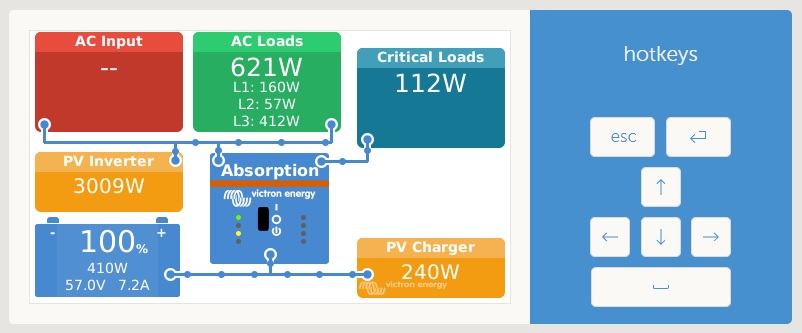 AC Input
--
AC Loads
621W
L1: 160W
L2: 57W
L3: 412W
Critical Loads
112W
PV Inverter
3009W
Absorption
victron energy
- +
100%
410W
57.0V 7.2A
PV Charger
240W
victron energy
hotkeys
esc